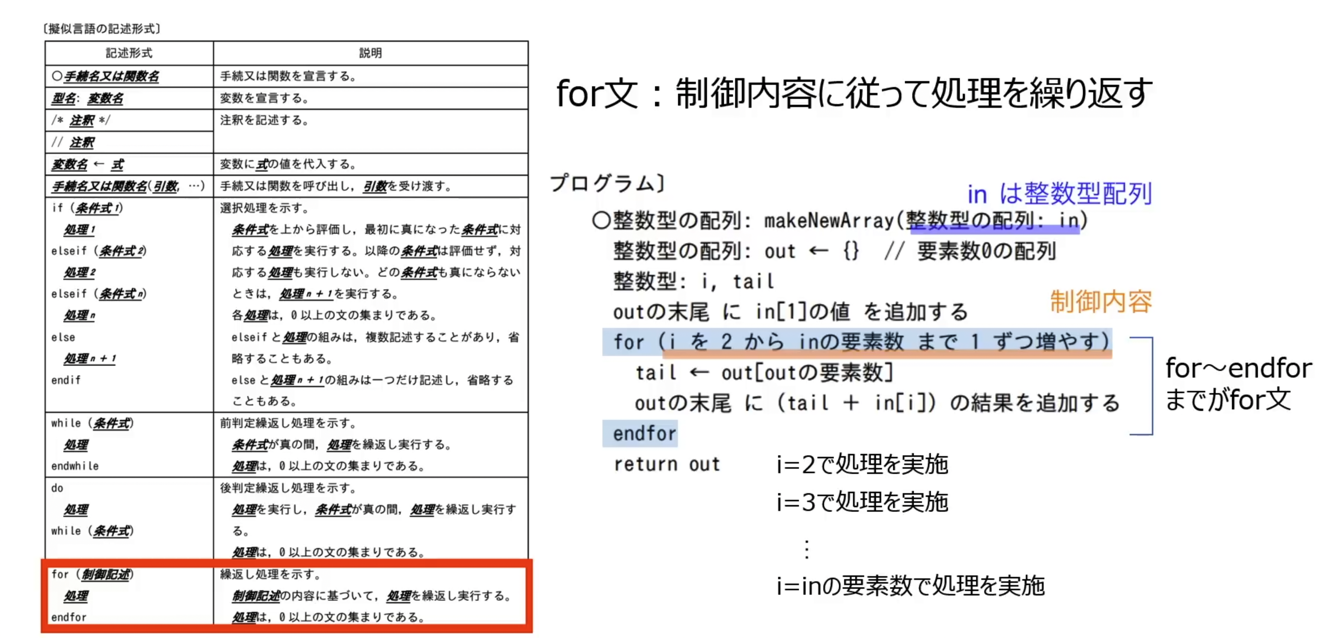 〔擬似言語の記述形式〕
記述形式 説明
○手続名又は関数名 手続又は関数を宣言する。
型名: 変数名 変数を宣言する。
/* 注釈 */ 注釈を記述する。
// 注釈
変数名 ← 式 変数に式の値を代入する。
手続名又は関数名(引数, …) 手続又は関数を呼び出し，引数を受け渡す。
if (条件式1) 選択処理を示す。
処理1 条件式を上から評価し，最初に真になった条件式に対
elseif (条件式2) 応する処理を実行する。以降の条件式は評価せず，対
処理2 応する処理も実行しない。どの条件式も真にならない
elseif (条件式n) ときは，処理n+1を実行する。
処理n 各処理は，0以上の文の集まりである。
else elseifと処理の組みは，複数記述することがあり，省
処理n+1 略することもある。
endif elseと処理n+1の組みは一つだけ記述し，省略する
こともある。
while (条件式) 前判定繰返し処理を示す。
処理 条件式が真の間，処理を繰返し実行する。
endwhile 処理は，0以上の文の集まりである。
do 後判定繰返し処理を示す。
処理 処理を実行し，条件式が真の間，処理を繰返し実行す
while (条件式) る。
処理は，0以上の文の集まりである。
for (制御記述) 繰返し処理を示す。
処理 制御記述の内容に基づいて，処理を繰返し実行する。
endfor 処理は，0以上の文の集まりである。
for文：制御内容に従って処理を繰り返す
プログラム〕
in は整数型配列
○整数型の配列: makeNewArray(整数型の配列: in)
整数型の配列: out ← {} // 要素数0の配列
整数型: i, tail
制御内容
outの末尾 に in[1]の値 を追加する
for (i を 2 から inの要素数 まで 1 ずつ増やす)
tail ← out[outの要素数]
outの末尾 に (tail + in[i]) の結果を追加する
endfor
return out
for～endfor
までがfor文
i=2で処理を実施
i=3で処理を実施
⋮
i=inの要素数で処理を実施